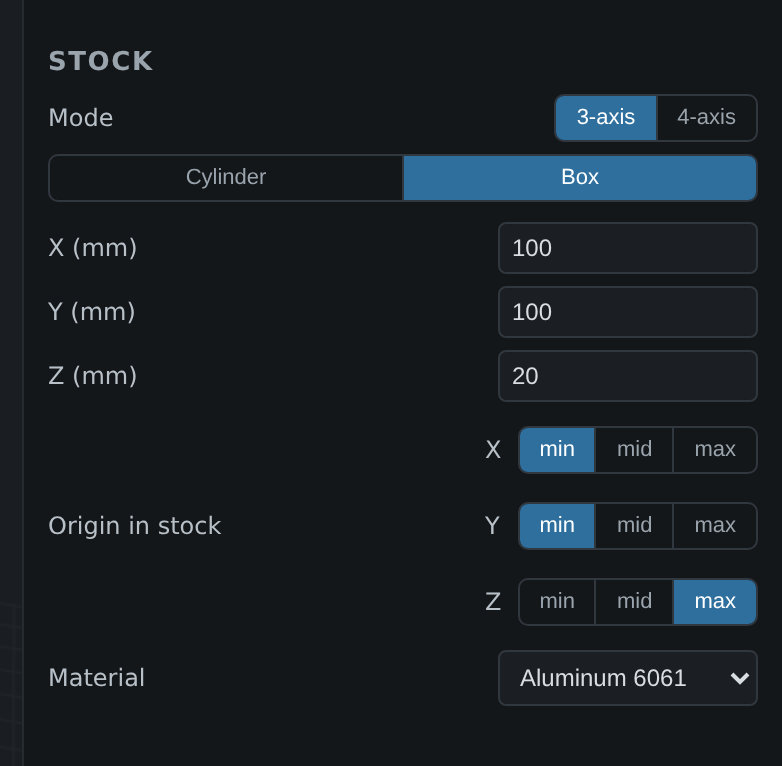 STOCK
Mode 3-axis 4-axis
Cylinder Box
X (mm) 100
Y (mm) 100
Z (mm) 20
X min mid max
Origin in stock Y min mid max
Z min mid max
Material Aluminum 6061